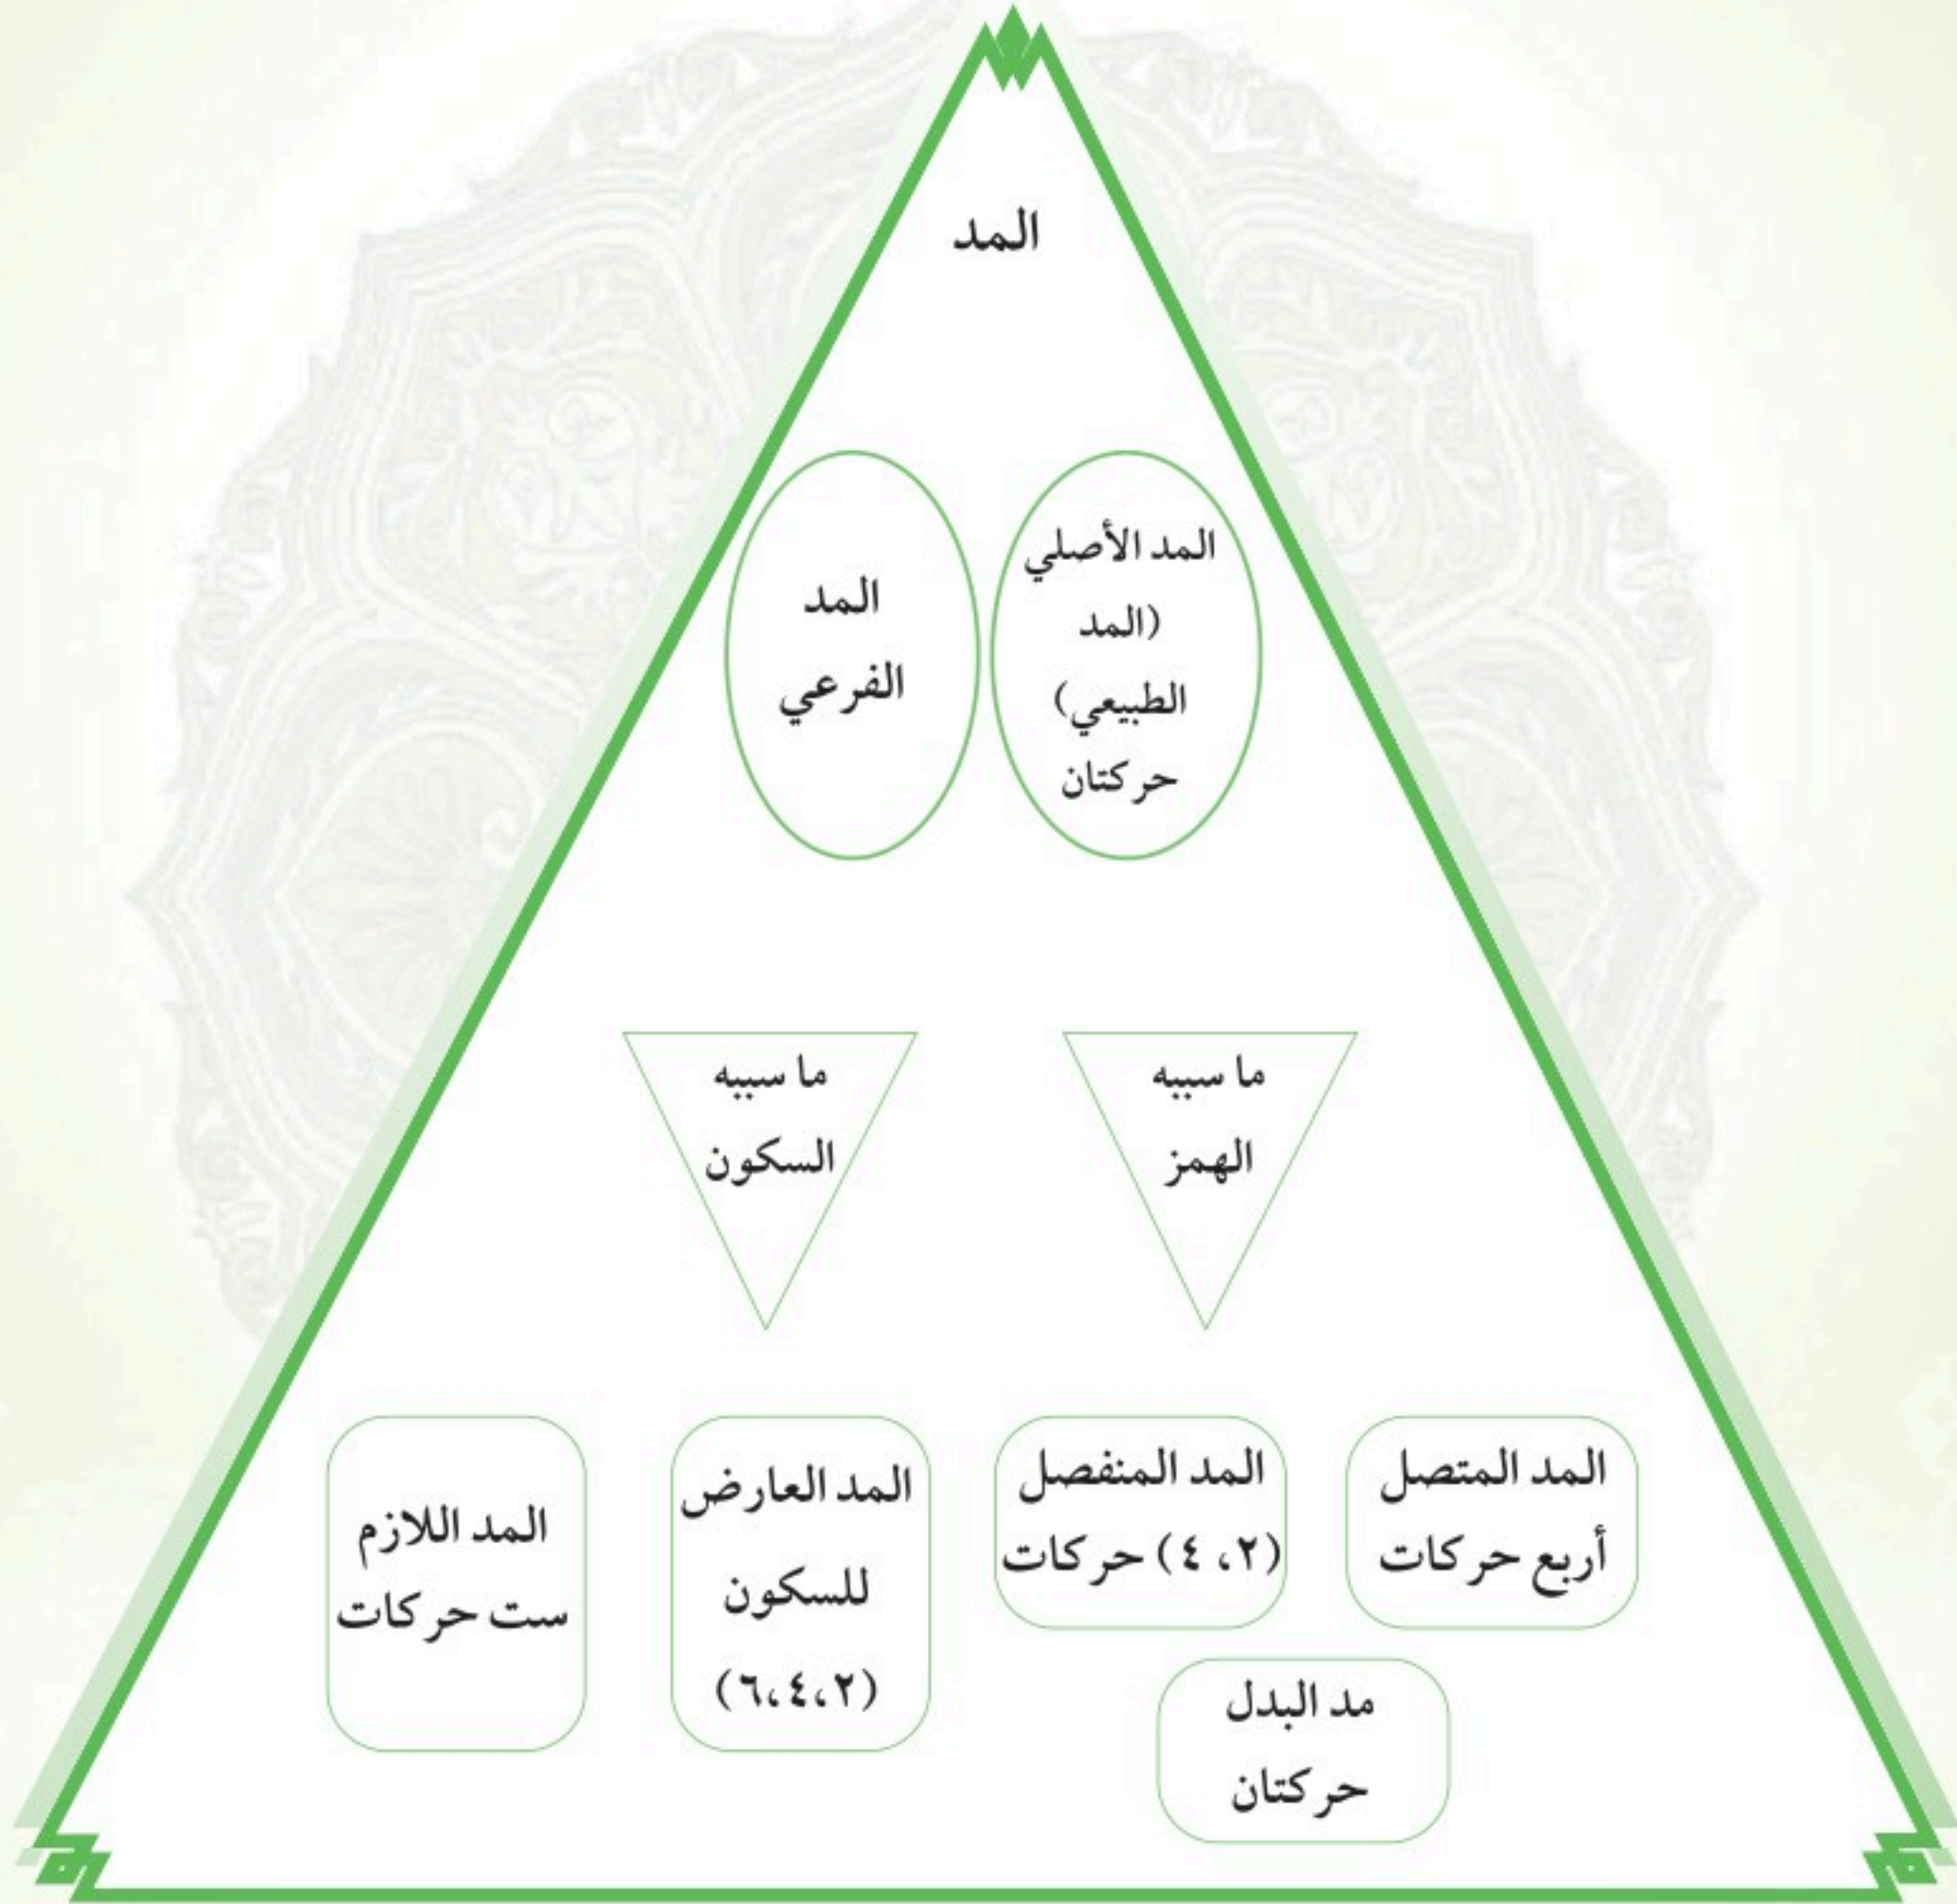 المد
المد الأصلي
(المد
الطبيعي)
حركتان
المد
الفرعي
ما سببه
الهمز
ما سببه
السكون
المد المتصل
أربع حركات
المد المنفصل
(٢، ٤) حركات
مد البدل
حركتان
المد العارض
للسكون
(٢،٤،٦)
المد اللازم
ست حركات